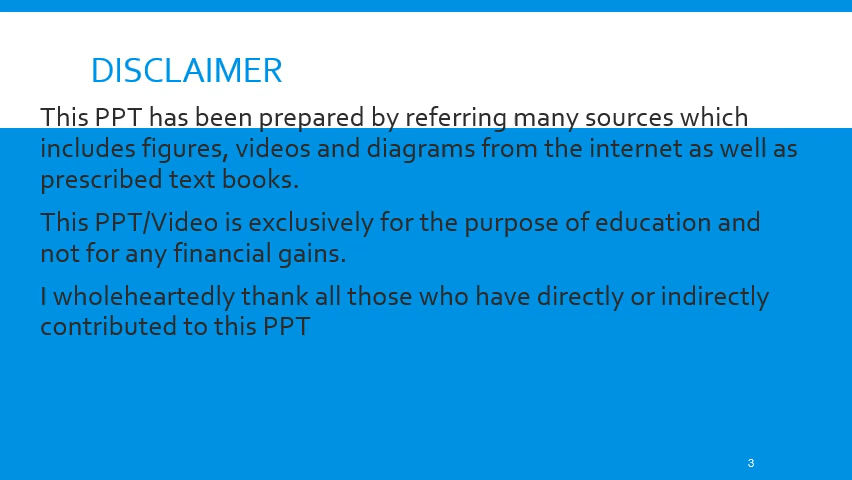 DISCLAIMER
This PPT has been prepared by referring many sources which
includes figures, videos and diagrams from the internet as well as
prescribed text books.
This PPT/Video is exclusively for the purpose of education and
not for any financial gains.
I wholeheartedly thank all those who have directly or indirectly
contributed to this PPT
3